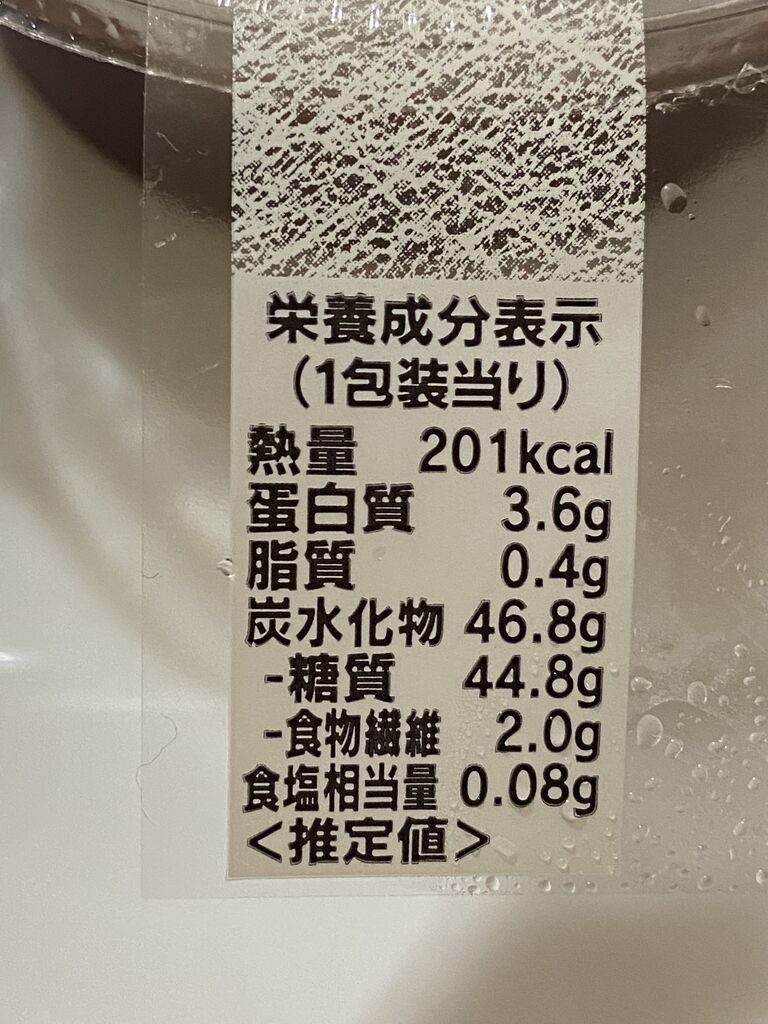 栄養成分表示
(1包装当り)
熱量 201kcal
蛋白質 3.6g
脂質 0.4g
炭水化物 46.8g
-糖質 44.8g
-食物繊維 2.0g
食塩相当量 0.08g
<推定値>